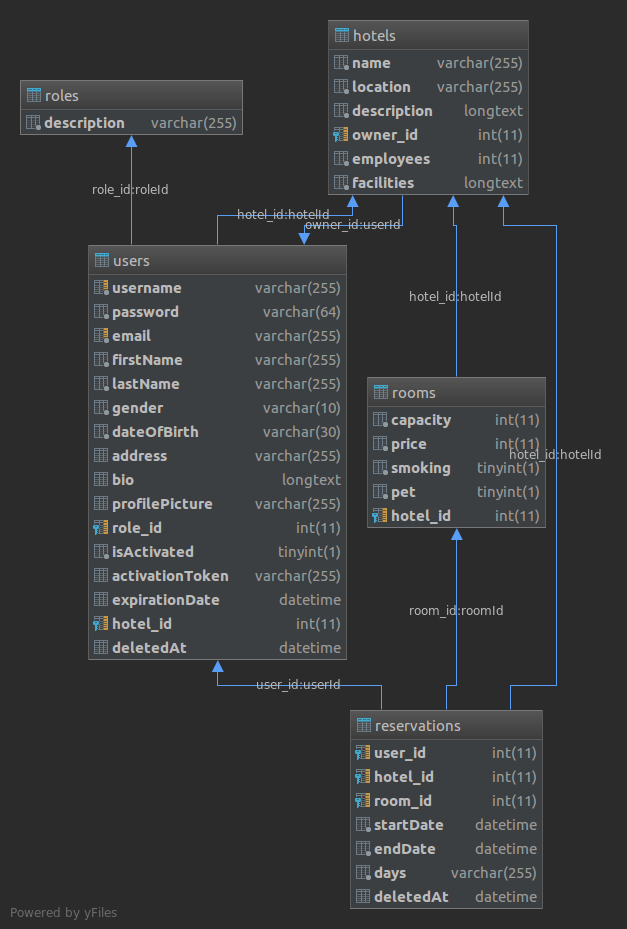 hotels
name varchar(255)
location varchar(255)
description longtext
owner_id int(11)
employees int(11)
facilities longtext
roles
description varchar(255)
role_id:roleId
hotel_id:hotelId
owner_id:userId
users
username varchar(255)
password varchar(64)
email varchar(255)
firstName varchar(255)
lastName varchar(255)
gender varchar(10)
dateOfBirth varchar(30)
address varchar(255)
bio longtext
profilePicture varchar(255)
role_id int(11)
isActivated tinyint(1)
activationToken varchar(255)
expirationDate datetime
hotel_id int(11)
deletedAt datetime
hotel_id:hotelId
rooms
capacity int(11)
price int(11)
smoking tinyint(1)
pet tinyint(1)
hotel_id int(11)
hotel_id:hotelId
room_id:roomId
user_id:userId
reservations
user_id int(11)
hotel_id int(11)
room_id int(11)
startDate datetime
endDate datetime
days varchar(255)
deletedAt datetime
Powered by yFiles